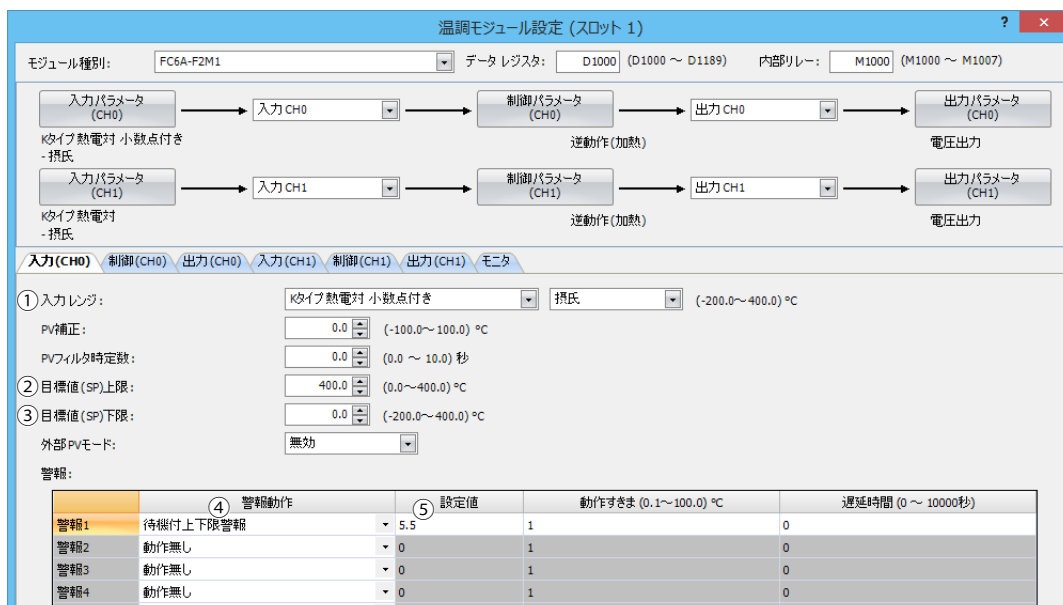 温調モジュール設定 (スロット 1)
? ×
モジュール種別: FC6A-F2M1 データ レジスタ: D1000 (D1000 ～ D1189) 内部リレー: M1000 (M1000 ～ M1007)
入力パラメータ (CH0) 入力 CH0 制御パラメータ (CH0) 出力 CH0 出力パラメータ (CH0)
Kタイプ熱電対 小数点付き 逆動作(加熱) 電圧出力
- 摂氏
入力パラメータ (CH1) 入力 CH1 制御パラメータ (CH1) 出力 CH1 出力パラメータ (CH1)
Kタイプ熱電対 逆動作(加熱) 電圧出力
- 摂氏
入力(CH0) 制御(CH0) 出力(CH0) 入力(CH1) 制御(CH1) 出力(CH1) モニタ
①入力レンジ: Kタイプ熱電対 小数点付き 摂氏 (-200.0～400.0) °C
PV補正: 0.0 (-100.0～100.0) °C
PVフィルタ時定数: 0.0 (0.0 ～ 10.0) 秒
②目標値(SP)上限: 400.0 (0.0～400.0) °C
③目標値(SP)下限: 0.0 (-200.0～400.0) °C
外部PVモード: 無効
警報:
④ 警報動作 ⑤ 設定値 動作すきま (0.1～100.0) °C 遅延時間 (0 ～ 10000秒)
警報1 待機付上下限警報 5.5 1 0
警報2 動作無し 0 1 0
警報3 動作無し 0 1 0
警報4 動作無し 0 1 0